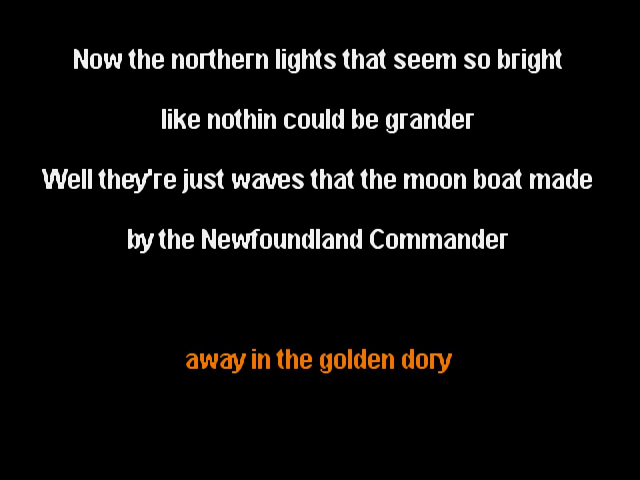 Now the northern lights that seem so bright
like nothin could be grander
Well they're just waves that the moon boat made
by the Newfoundland Commander
away in the golden dory